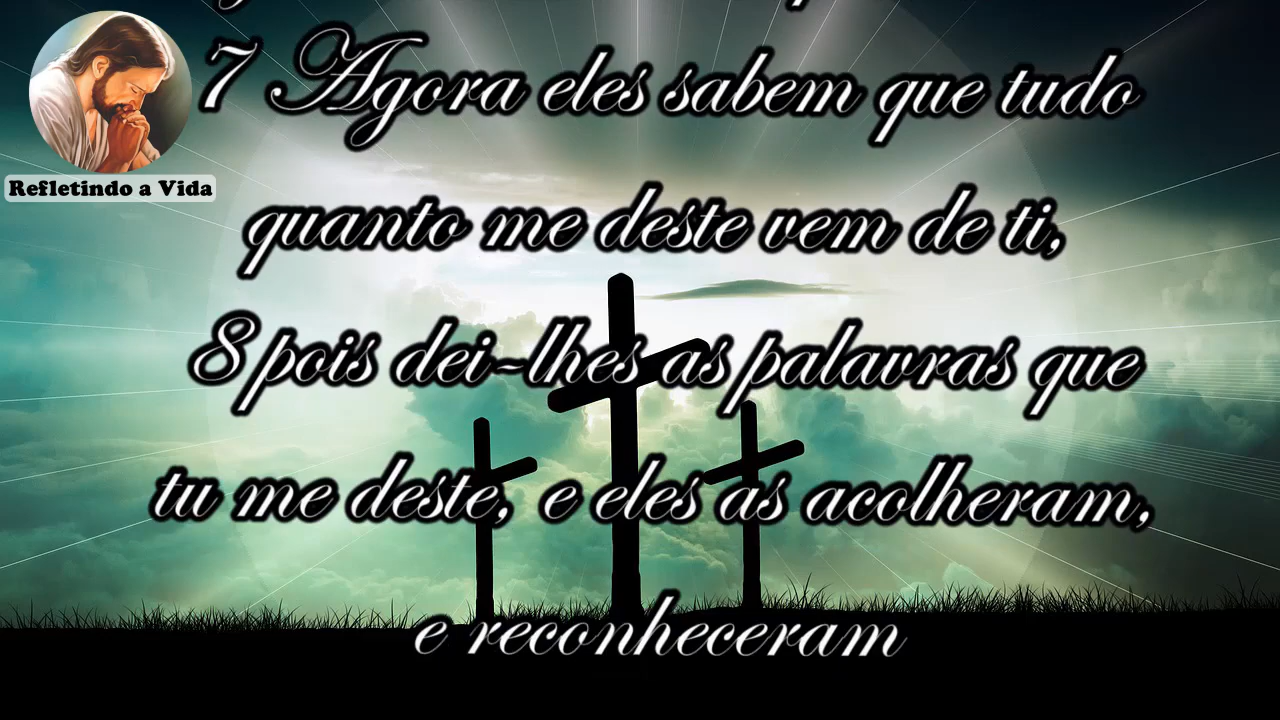 Refletindo a Vida
7 Agora eles sabem que tudo
quanto me deste vem de ti,
8 pois dei-lhes as palavras que
tu me deste, e eles as acolheram,
e reconheceram